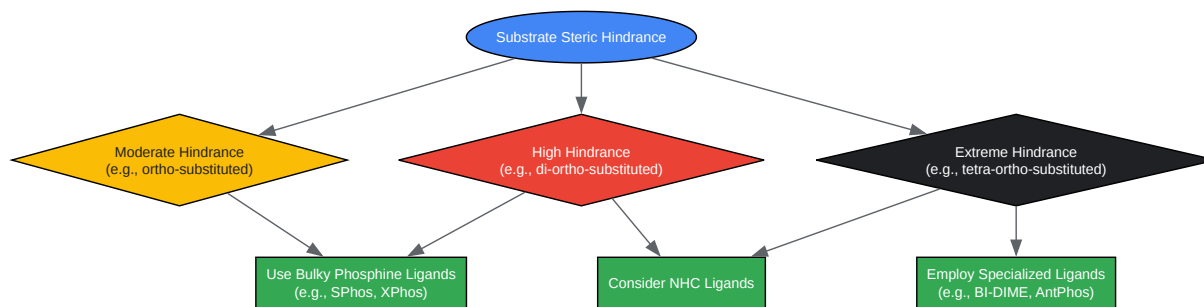 Substrate Steric Hindrance
Moderate Hindrance
(e.g., ortho-substituted)
High Hindrance
(e.g., di-ortho-substituted)
Extreme Hindrance
(e.g., tetra-ortho-substituted)
Use Bulky Phosphine Ligands
(e.g., SPhos, XPhos)
Consider NHC Ligands
Employ Specialized Ligands
(e.g., BI-DIME, AntPhos)